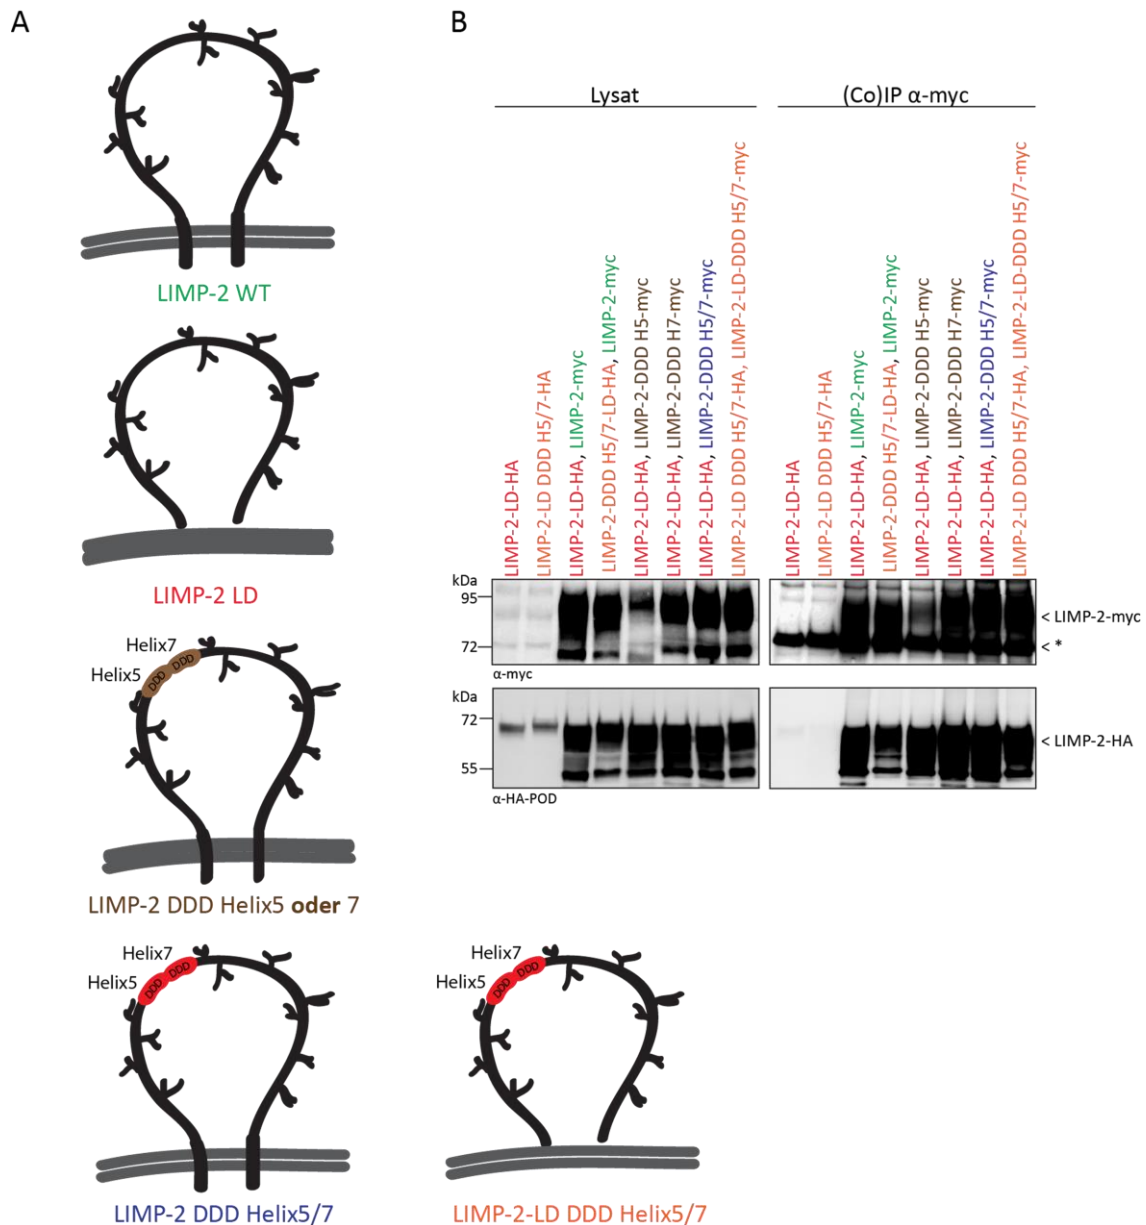 A
LIMP-2 WT
LIMP-2 LD
Helix7
Helix5
DDD
DDD
LIMP-2 DDD Helix5 oder 7
Helix7
Helix5
DDD
DDD
LIMP-2 DDD Helix5/7
Helix7
Helix5
DDD
DDD
LIMP-2-LD DDD Helix5/7
B
Lysat
(Co)IP α-myc
LIMP-2-LD-HA
LIMP-2-LD DDD H5/7-HA
LIMP-2-LD-HA, LIMP-2-myc
LIMP-2-DDD H5/7-LD-HA, LIMP-2-myc
LIMP-2-LD-HA, LIMP-2-DDD H5-myc
LIMP-2-LD-HA, LIMP-2-DDD H7-myc
LIMP-2-LD-HA, LIMP-2-DDD H5/7-myc
LIMP-2-LD DDD H5/7-HA, LIMP-2-LD-DDD H5/7-myc
LIMP-2-LD-HA
LIMP-2-LD DDD H5/7-HA
LIMP-2-LD-HA, LIMP-2-myc
LIMP-2-DDD H5/7-LD-HA, LIMP-2-myc
LIMP-2-LD-HA, LIMP-2-DDD H5-myc
LIMP-2-LD-HA, LIMP-2-DDD H7-myc
LIMP-2-LD-HA, LIMP-2-DDD H5/7-myc
LIMP-2-LD DDD H5/7-HA, LIMP-2-LD-DDD H5/7-myc
kDa
95
72
< LIMP-2-myc
< *
α-myc
kDa
72
55
< LIMP-2-HA
α-HA-POD